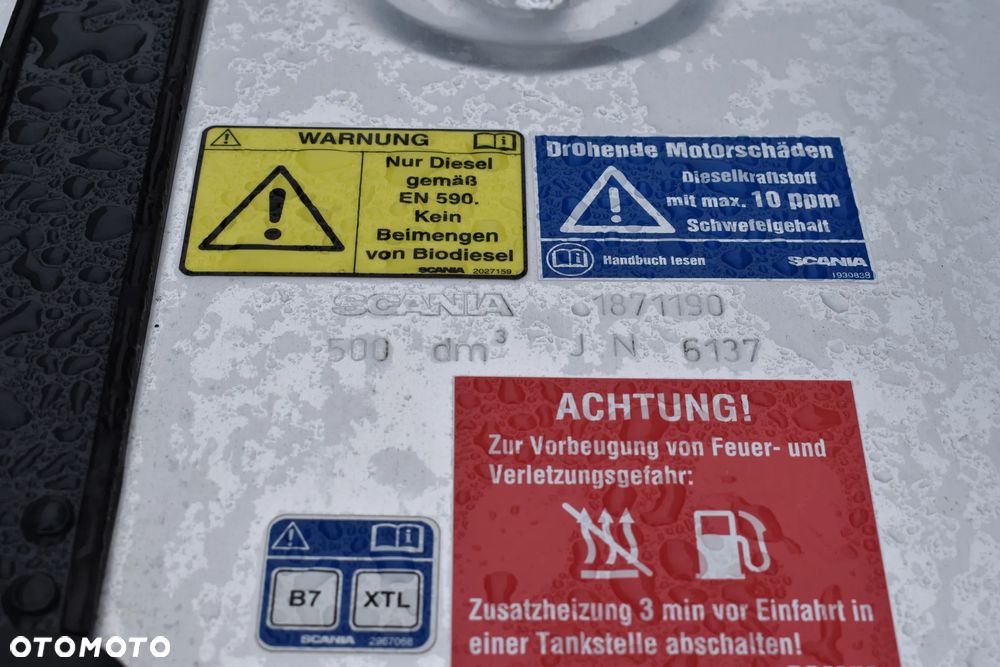 WARNUNG
Nur Diesel
gemäß
EN 590.
Kein
Beimengen
von Biodiesel
SCANIA 2027159
Drohende Motorschäden
Dieselkraftstoff
mit max. 10 ppm
Schwefelgehalt
Handbuch lesen
SCANIA
1930838
SCANIA 1871190
500 dm³ J N 6137
ACHTUNG!
Zur Vorbeugung von Feuer- und
Verletzungsgefahr:
Zusatzheizung 3 min vor Einfahrt in
einer Tankstelle abschalten!
B7 XTL
SCANIA 2967068
OTOMOTO